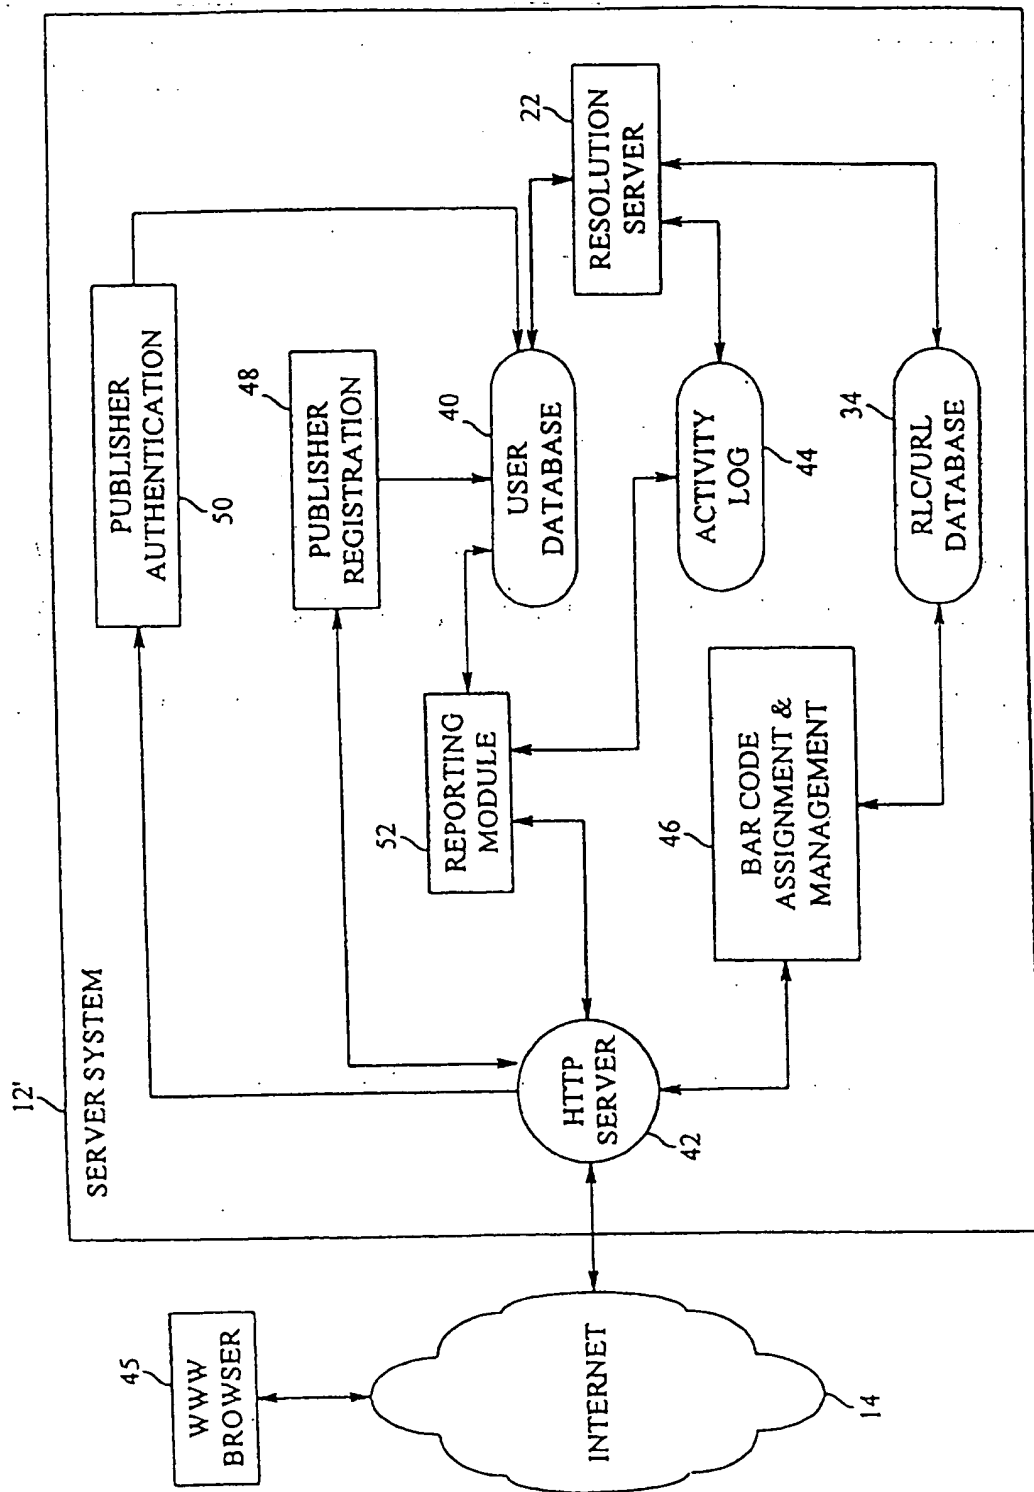 12'
SERVER SYSTEM
45
WWW
BROWSER
INTERNET
14
HTTP
SERVER
42
PUBLISHER
AUTHENTICATION
50
48
PUBLISHER
REGISTRATION
52
REPORTING
MODULE
40
USER
DATABASE
22
RESOLUTION
SERVER
ACTIVITY
LOG
44
46
BAR CODE
ASSIGNMENT &
MANAGEMENT
34
RLC/URL
DATABASE